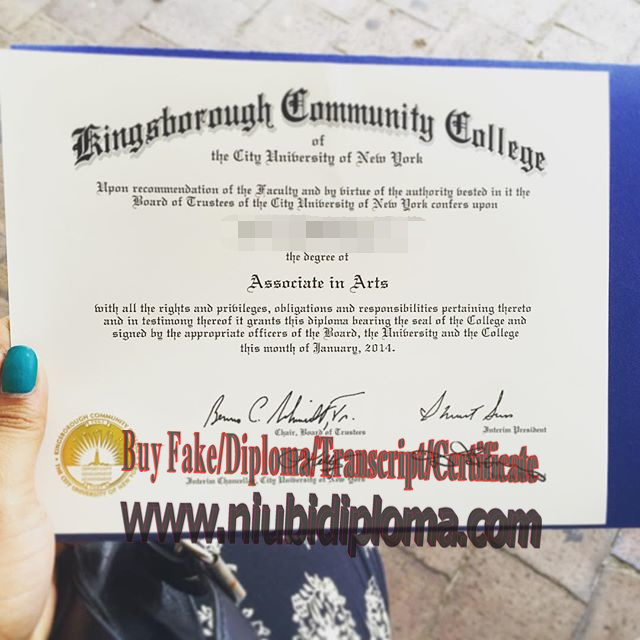 Kingsborough Community College
of
the City University of New York
Upon recommendation of the Faculty and by virtue of the authority vested in it the
Board of Trustees of the City University of New York confers upon
the degree of
Associate in Arts
with all the rights and privileges, obligations and responsibilities pertaining thereto
and in testimony thereof it grants this diploma bearing the seal of the College and
signed by the appropriate officers of the Board, the University and the College
this month of January, 2014.
Chair, Board of Trustees
Interim President
KINGSBOROUGH COMMUNITY
Buy Fake/Diploma/Transcript/Certificate
Interim Chancellor, City University of New York
www.niubidiploma.com